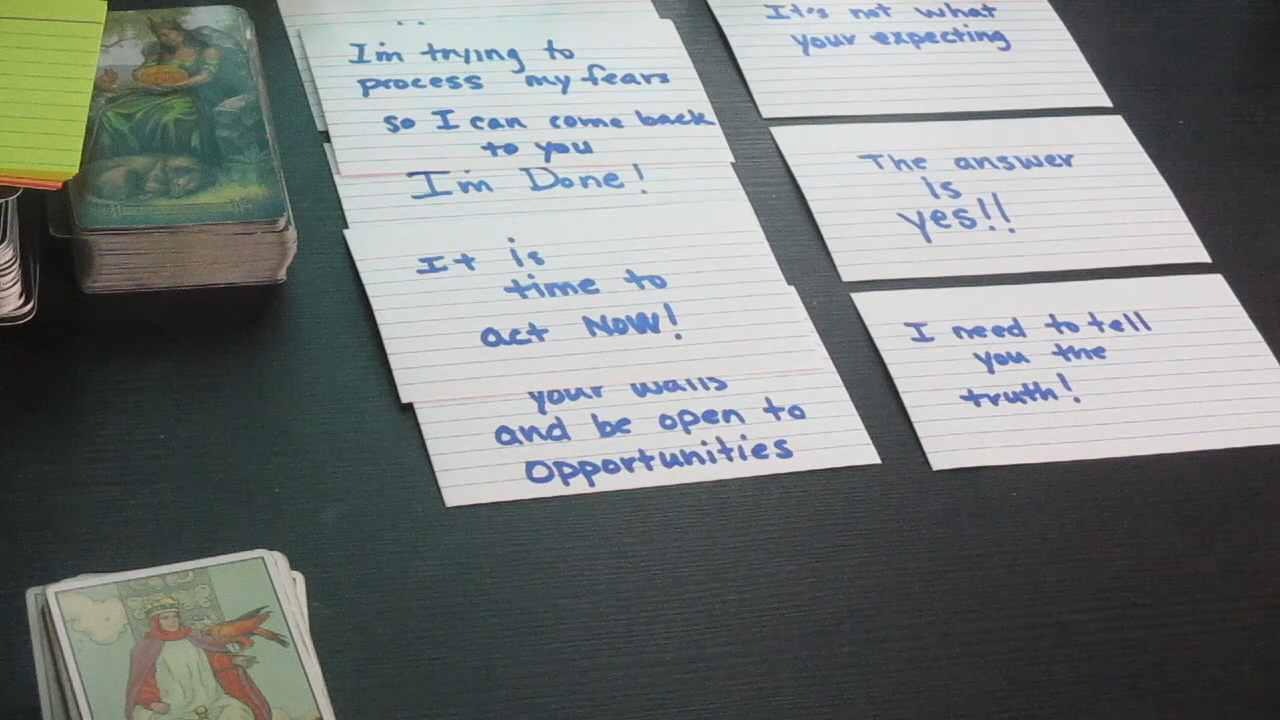 I'm trying to
process my fears
so I can come back
to you
I'm Done!
It is
time to
act NOW!
your walls
and be open to
opportunities
It's not what
your expecting
The answer
is
yes!!
I need to tell
you the
truth!